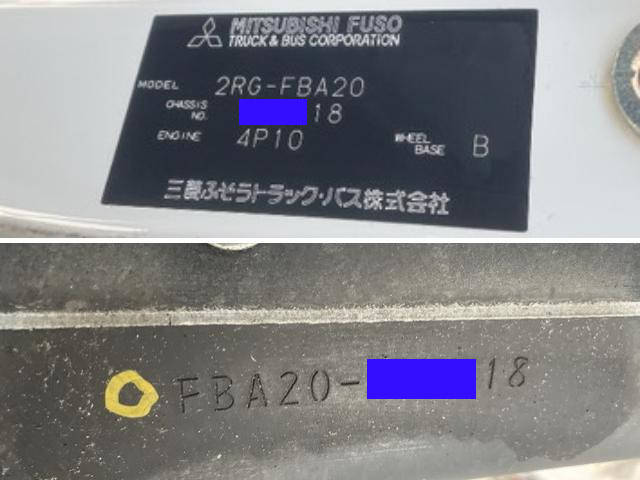 MITSUBISHI FUSO
TRUCK & BUS CORPORATION
MODEL 2RG-FBA20
CHASSIS NO. 18
ENGINE 4P10 WHEEL BASE B
三菱ふそうトラック・バス株式会社
FBA20- 18